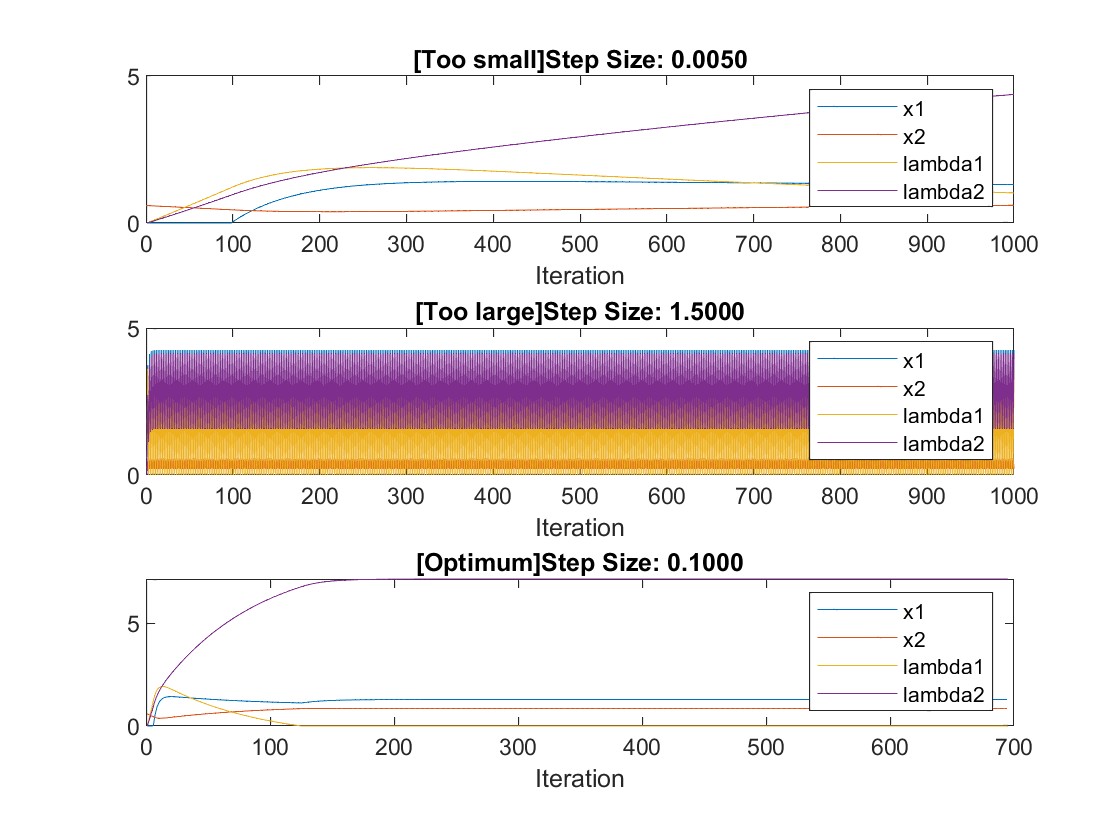 [Too small]Step Size: 0.0050
5
0
x1
x2
lambda1
lambda2
0 100 200 300 400 500 600 700 800 900 1000
Iteration
[Too large]Step Size: 1.5000
5
0
x1
x2
lambda1
lambda2
0 100 200 300 400 500 600 700 800 900 1000
Iteration
[Optimum]Step Size: 0.1000
5
0
x1
x2
lambda1
lambda2
0 100 200 300 400 500 600 700
Iteration